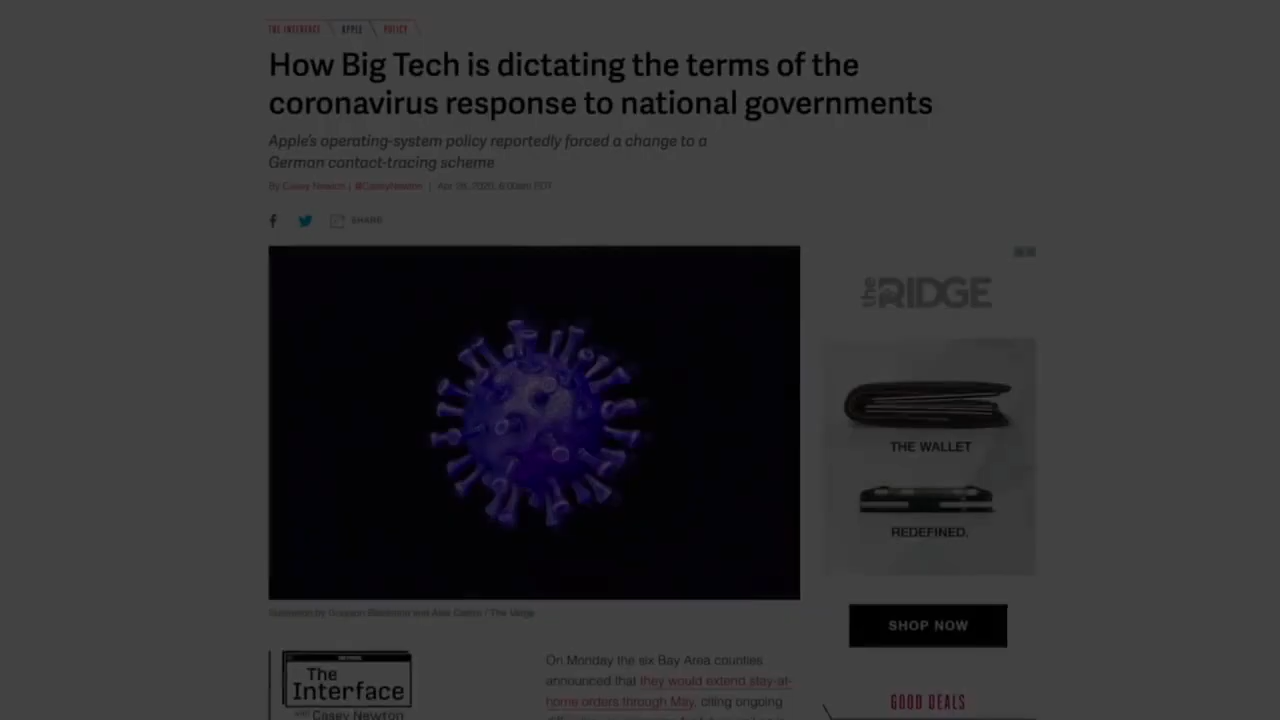 THE INTERFACE
APPLE
POLICY
How Big Tech is dictating the terms of the
coronavirus response to national governments
Apple's operating-system policy reportedly forced a change to a
German contact-tracing scheme
By Casey Newton | @CaseyNewton | Apr 28, 2020, 6:00am EDT
SHARE
the RIDGE
THE WALLET
REDEFINED.
Illustration by Grayson Blackmon and Alex Castro / The Verge
SHOP NOW
The
Interface
with Casey Newton
On Monday the six Bay Area counties
announced that they would extend stay-at-
home orders through May, citing ongoing
GOOD DEALS